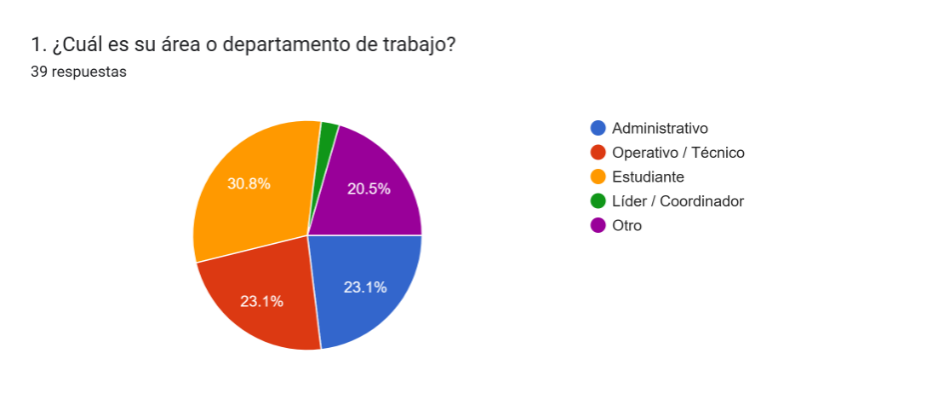 1. ¿Cuál es su área o departamento de trabajo?
39 respuestas
30.8%
20.5%
23.1%
23.1%
Administrativo
Operativo / Técnico
Estudiante
Líder / Coordinador
Otro